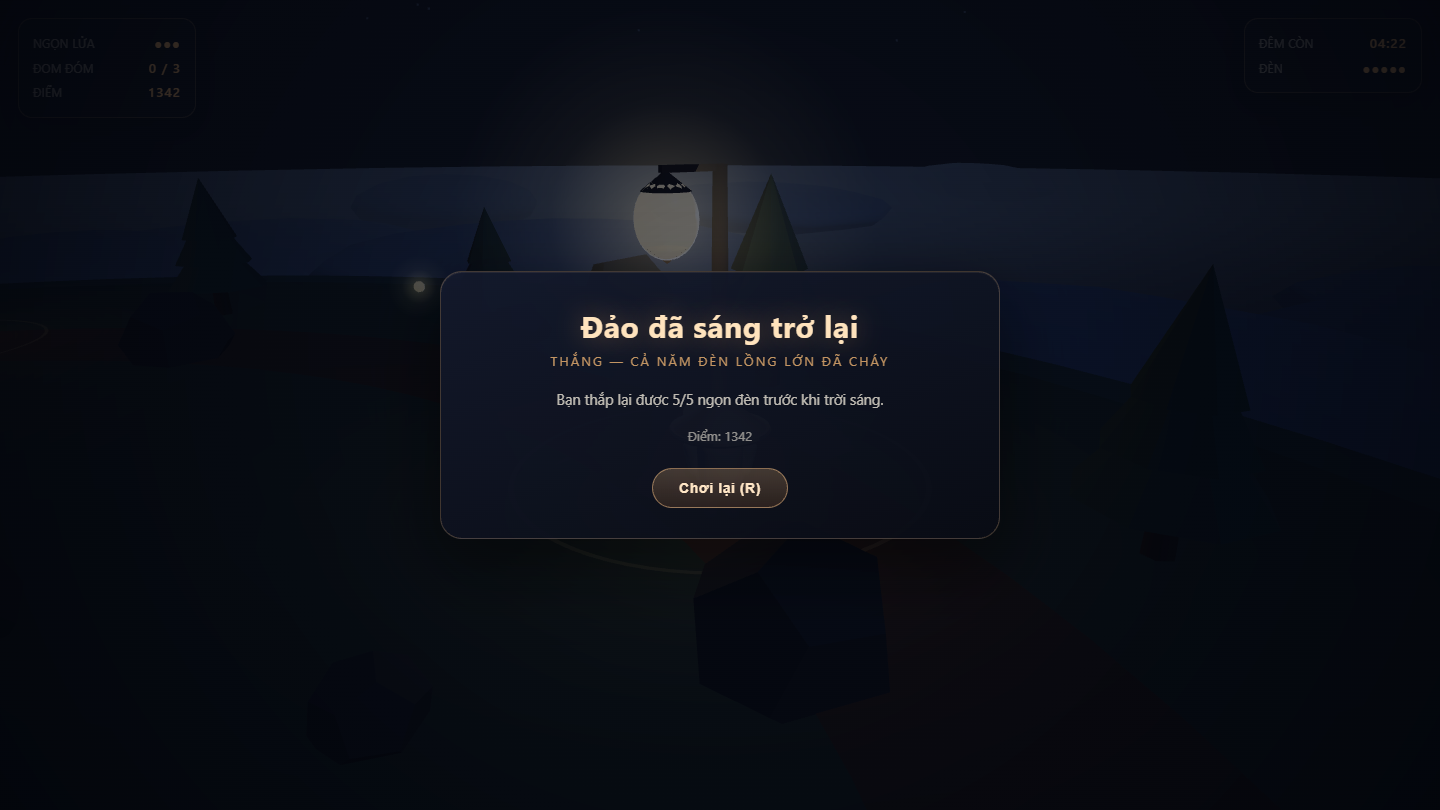 NGỌN LỬA ●●●
ĐOM ĐÓM 0 / 3
ĐIỂM 1342
ĐÊM CÒN 04:22
ĐÈN ●●●●●
Đảo đã sáng trở lại
THẮNG — CẢ NĂM ĐÈN LỒNG LỚN ĐÃ CHÁY
Bạn thắp lại được 5/5 ngọn đèn trước khi trời sáng.
Điểm: 1342
Chơi lại (R)